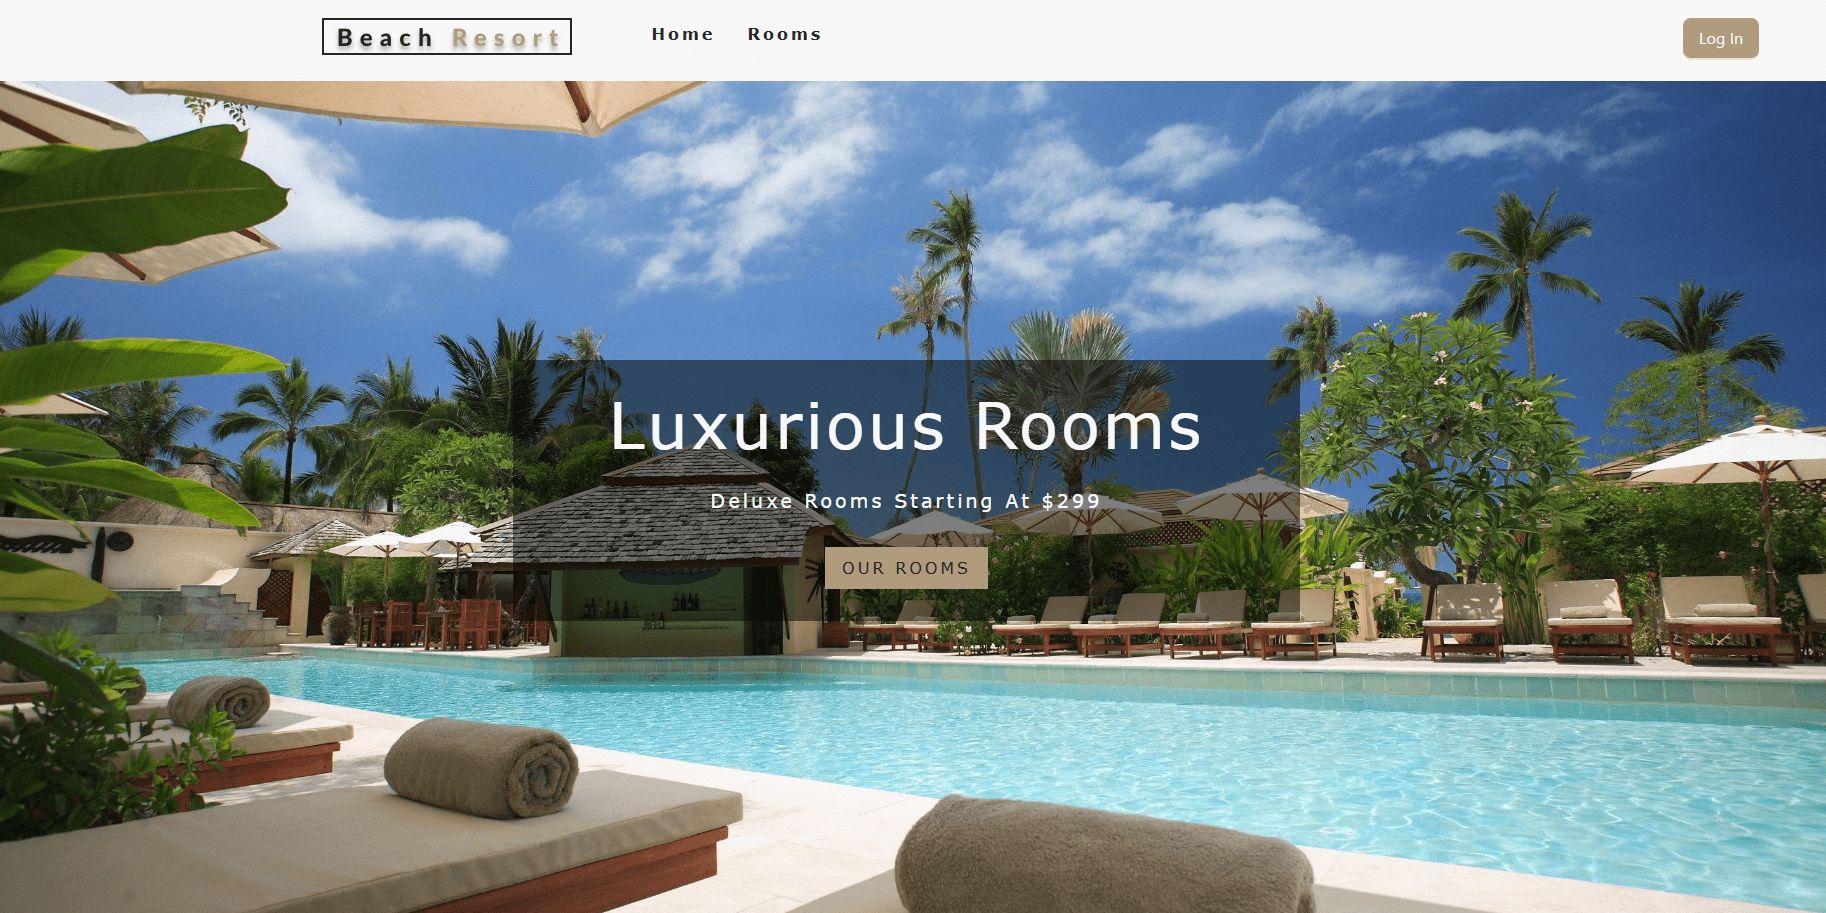 Beach Resort
Home Rooms
Log In
Luxurious Rooms
Deluxe Rooms Starting At $299
OUR ROOMS